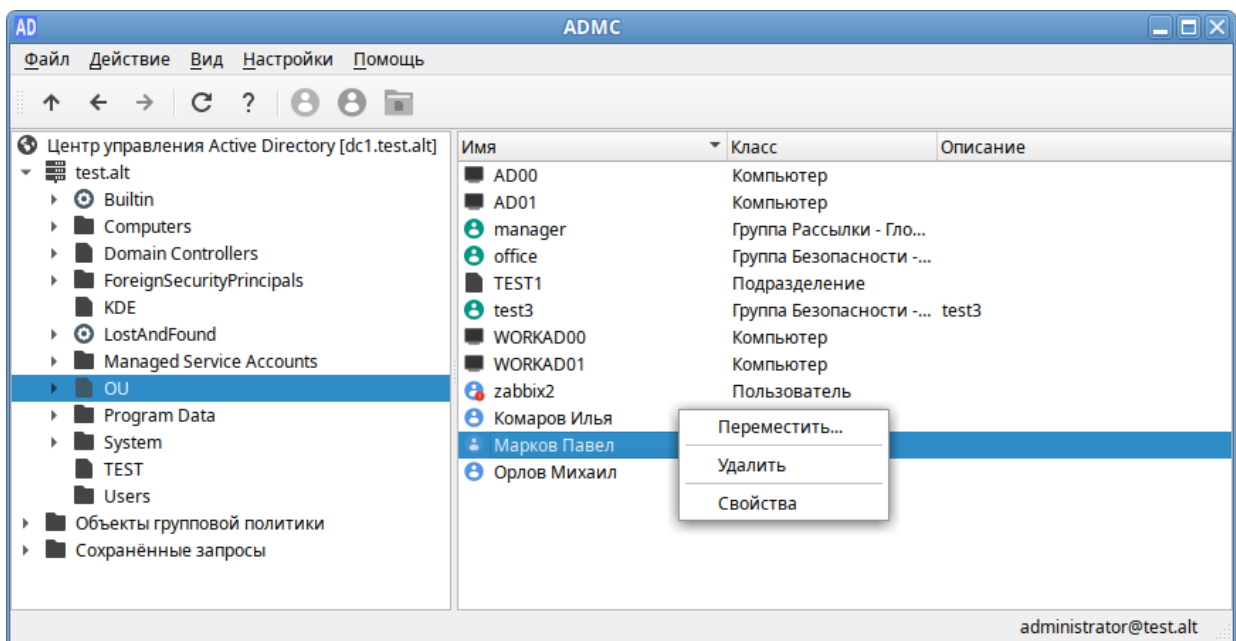 AD ADMC
Файл Действие Вид Настройки Помощь
?
Центр управления Active Directory [dc1.test.alt]
test.alt
Builtin
Computers
Domain Controllers
ForeignSecurityPrincipals
KDE
LostAndFound
Managed Service Accounts
OU
Program Data
System
TEST
Users
Объекты групповой политики
Сохранённые запросы
Имя Класс Описание
AD00 Компьютер
AD01 Компьютер
manager Группа Рассылки - Гло...
office Группа Безопасности -...
TEST1 Подразделение
test3 Группа Безопасности -... test3
WORKAD00 Компьютер
WORKAD01 Компьютер
zabbix2 Пользователь
Комаров Илья
Марков Павел
Орлов Михаил
Переместить...
Удалить
Свойства
administrator@test.alt